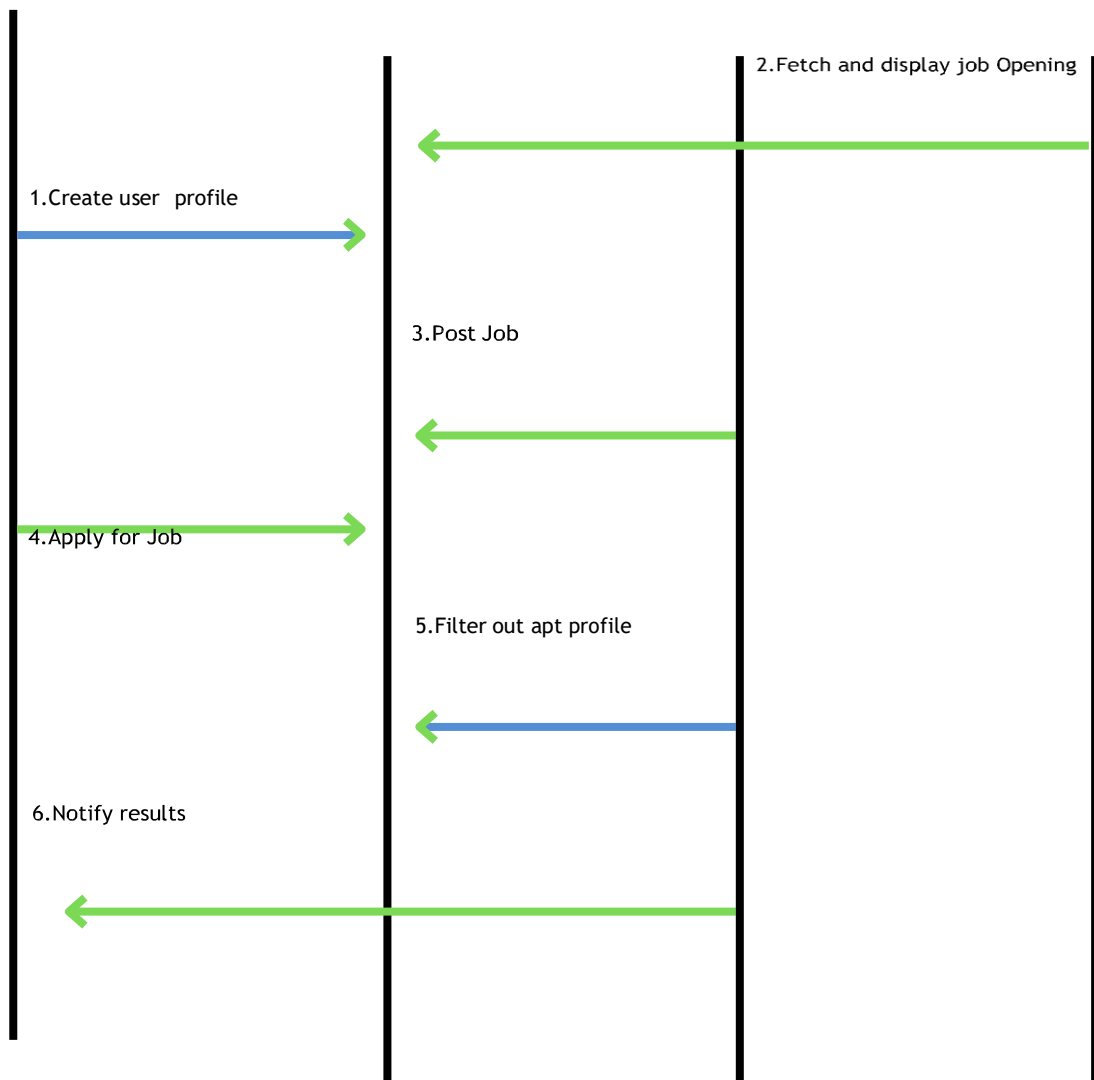 2.Fetch and display job Opening
1.Create user profile
3.Post Job
4.Apply for Job
5.Filter out apt profile
6.Notify results